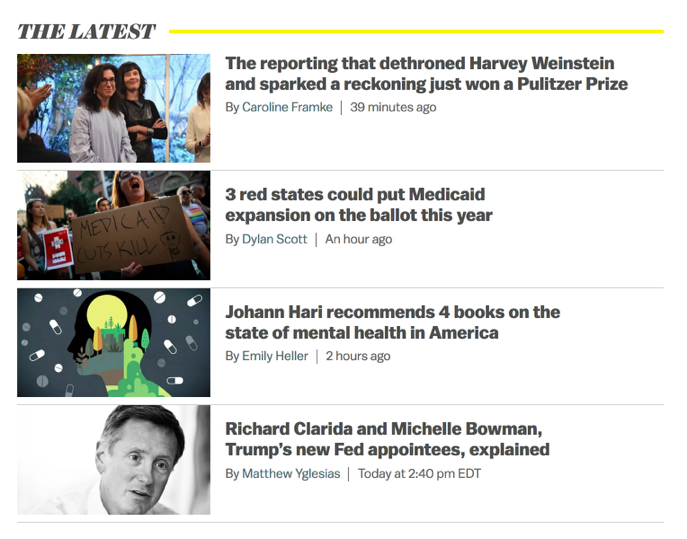 THE LATEST
The reporting that dethroned Harvey Weinstein
and sparked a reckoning just won a Pulitzer Prize
By Caroline Framke | 39 minutes ago
3 red states could put Medicaid
expansion on the ballot this year
By Dylan Scott | An hour ago
MEDICAID
CUTS KILL
Johann Hari recommends 4 books on the
state of mental health in America
By Emily Heller | 2 hours ago
Richard Clarida and Michelle Bowman,
Trump’s new Fed appointees, explained
By Matthew Yglesias | Today at 2:40 pm EDT